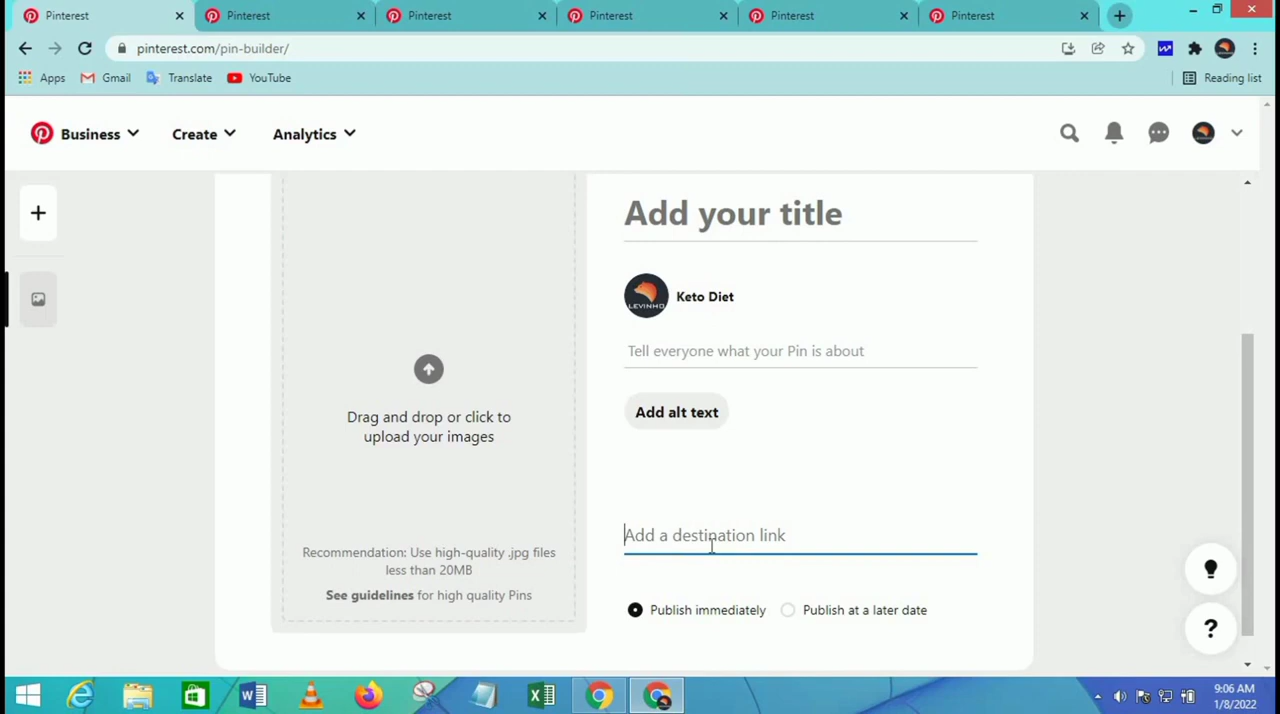 Pinterest Pinterest Pinterest Pinterest Pinterest Pinterest
pinterest.com/pin-builder/
Apps Gmail Translate YouTube Reading list
Business Create Analytics
Add your title
LEVINHO
Keto Diet
Tell everyone what your Pin is about
Add alt text
Drag and drop or click to
upload your images
Add a destination link
Recommendation: Use high-quality .jpg files
less than 20MB
See guidelines for high quality Pins
Publish immediately Publish at a later date
?
9:06 AM
1/8/2022